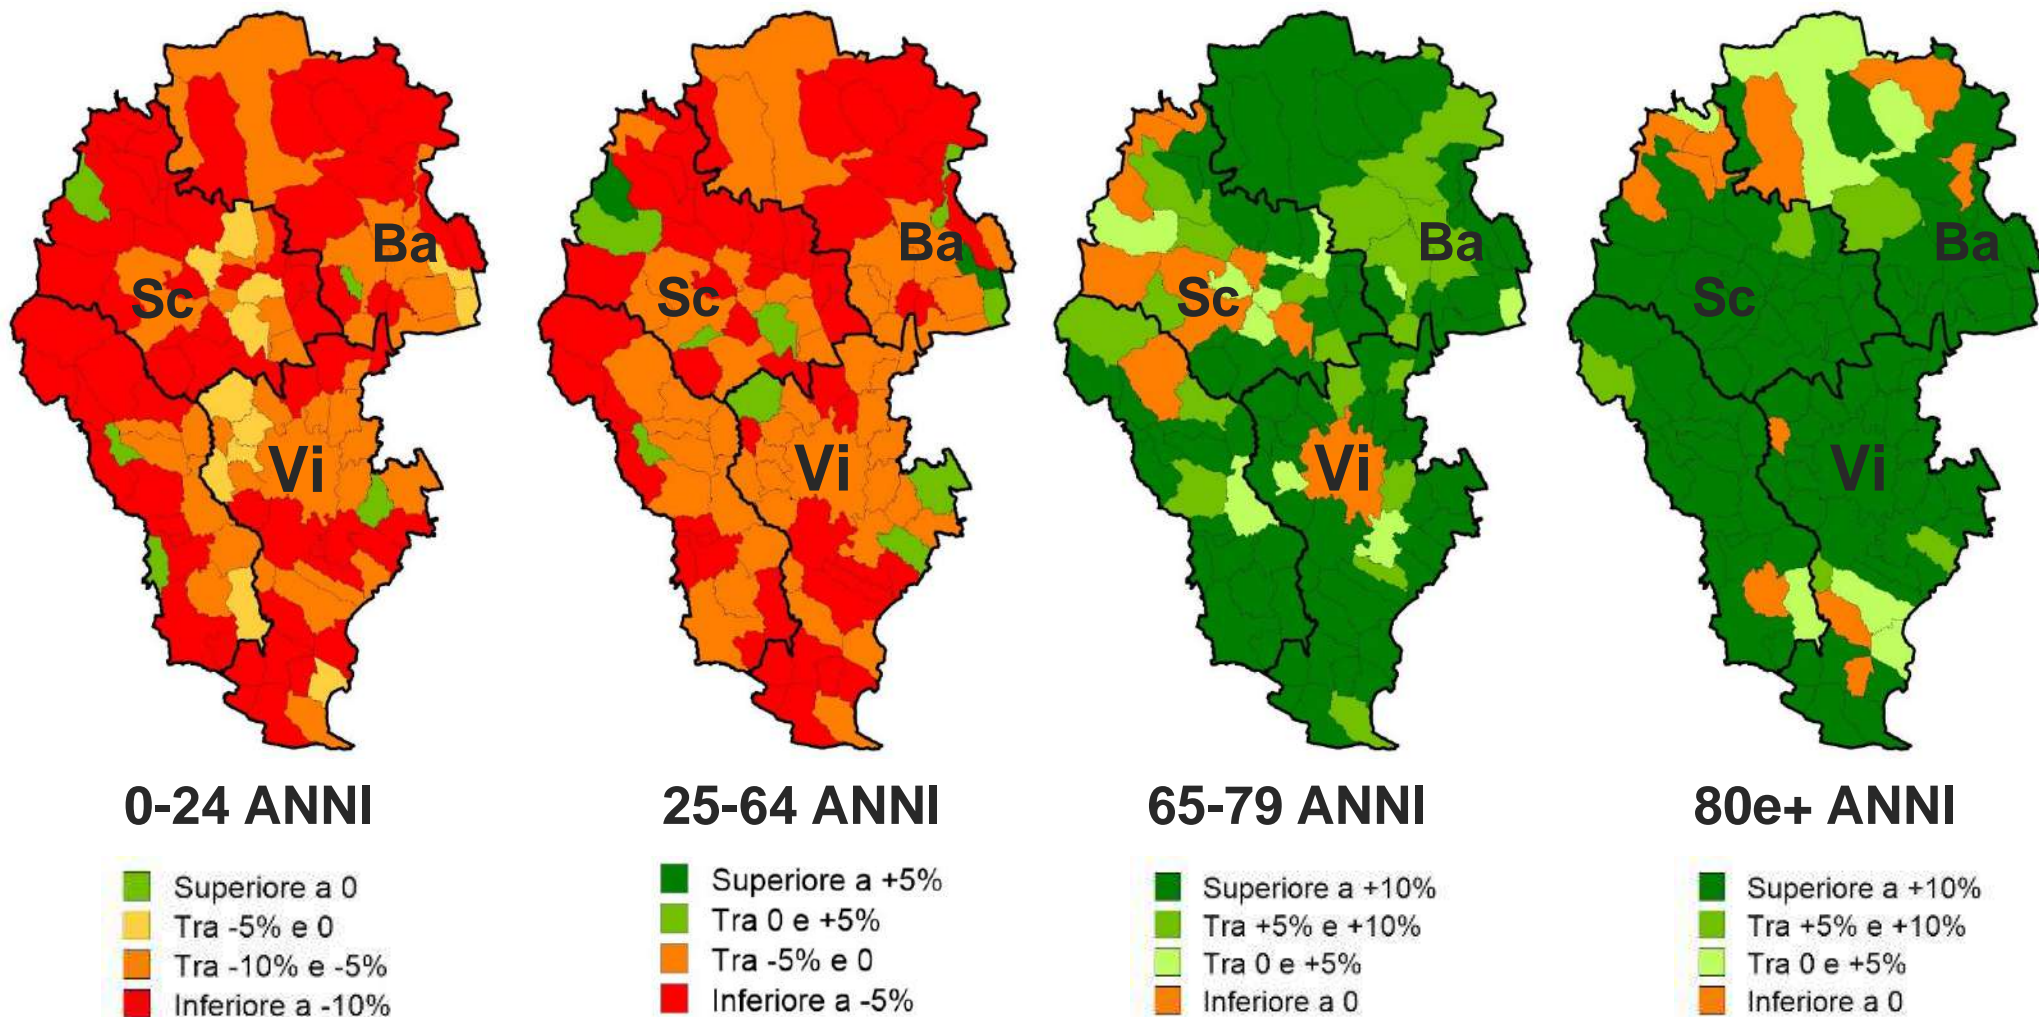 Ba
Sc
Vi
Ba
Sc
Vi
Ba
Sc
Vi
Ba
Sc
Vi
0-24 ANNI
25-64 ANNI
65-79 ANNI
80e+ ANNI
Superiore a 0
Tra -5% e 0
Tra -10% e -5%
Inferiore a -10%
Superiore a +5%
Tra 0 e +5%
Tra -5% e 0
Inferiore a -5%
Superiore a +10%
Tra +5% e +10%
Tra 0 e +5%
Inferiore a 0
Superiore a +10%
Tra +5% e +10%
Tra 0 e +5%
Inferiore a 0